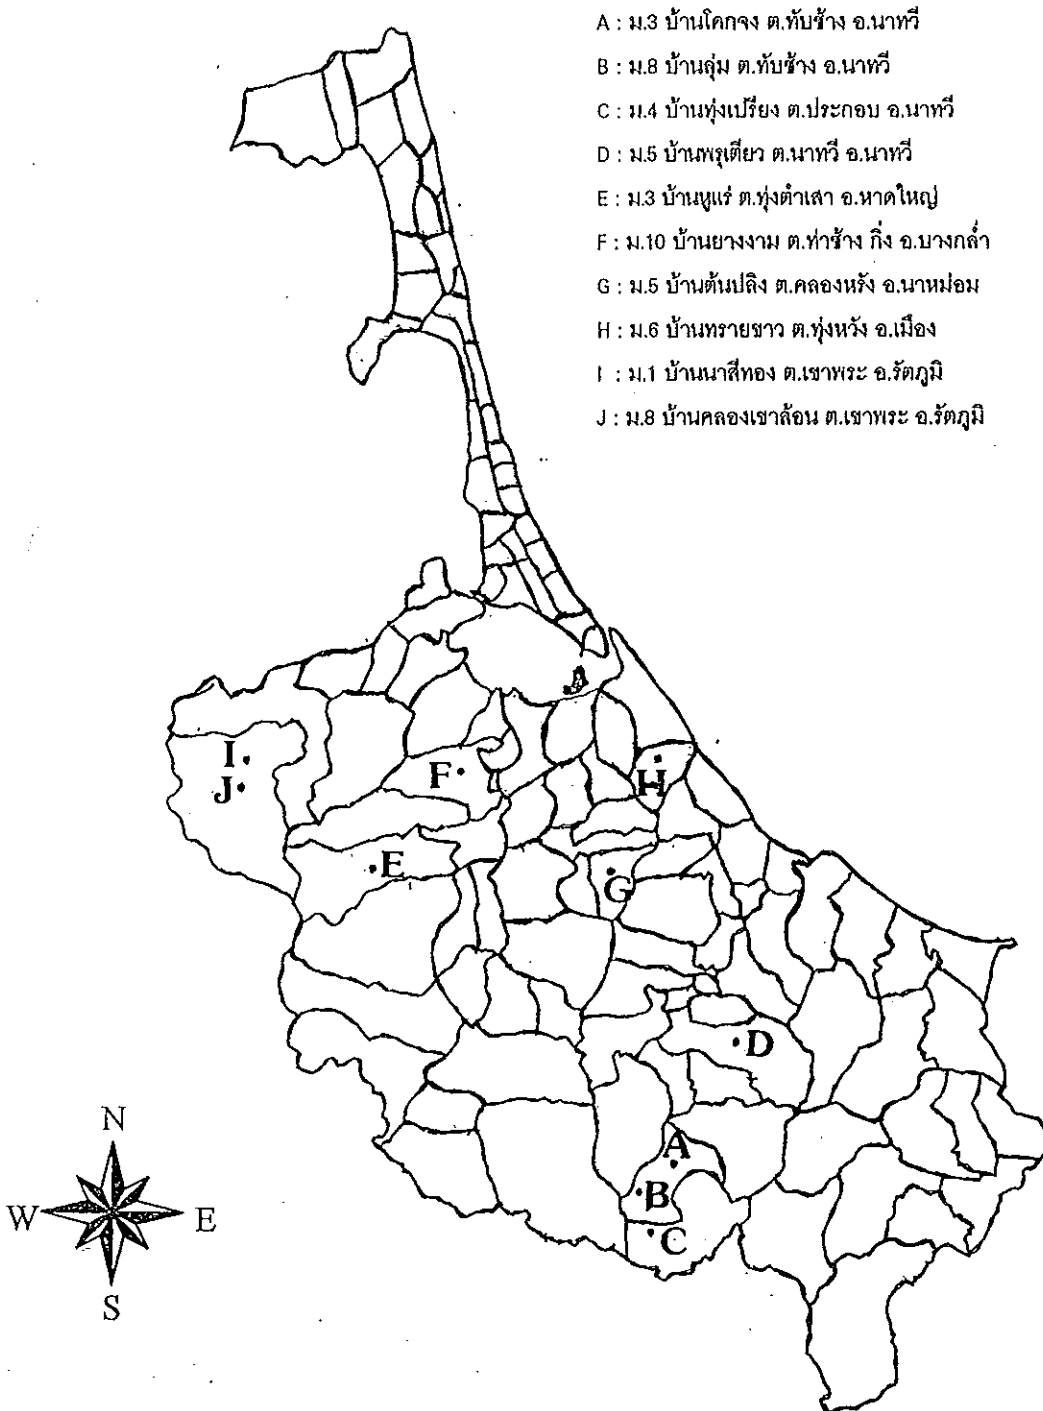 A : ม.3 บ้านโคกจง ต.ทับช้าง อ.นาทวี
B : ม.8 บ้านลุ่ม ต.ทับช้าง อ.นาทวี
C : ม.4 บ้านทุ่งเปรียง ต.ประกอบ อ.นาทวี
D : ม.5 บ้านพรุเตียว ต.นาทวี อ.นาทวี
E : ม.3 บ้านหูแร่ ต.ทุ่งตำเสา อ.หาดใหญ่
F : ม.10 บ้านยางงาม ต.ท่าช้าง กิ่ง อ.บางกล่ำ
G : ม.5 บ้านต้นปลิง ต.คลองหรัง อ.นาหม่อม
H : ม.6 บ้านทรายขาว ต.ทุ่งหวัง อ.เมือง
I : ม.1 บ้านนาสีทอง ต.เขาพระ อ.รัตภูมิ
J : ม.8 บ้านคลองเขาล้อน ต.เขาพระ อ.รัตภูมิ
I
J
F
H
E
G
D
A
B
C
N
W
E
S